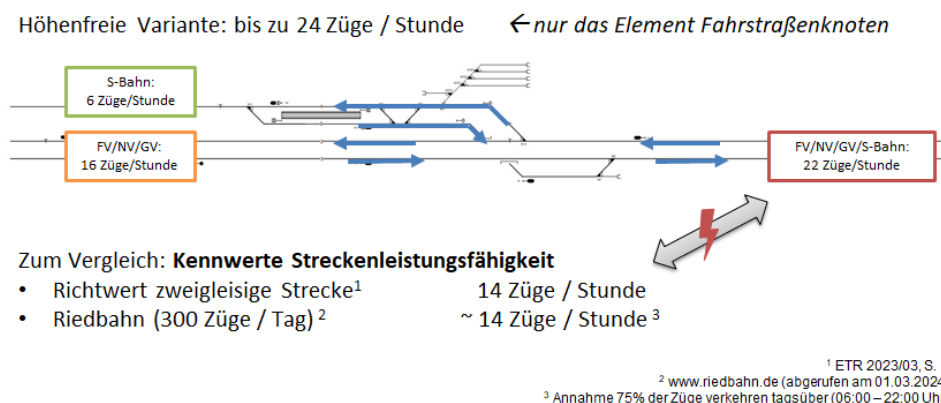 Höhenfreie Variante: bis zu 24 Züge / Stunde ← nur das Element Fahrstraßenknoten
S-Bahn:
6 Züge/Stunde
FV/NV/GV:
16 Züge/Stunde
FV/NV/GV/S-Bahn:
22 Züge/Stunde
Zum Vergleich: Kennwerte Streckenleistungsfähigkeit
• Richtwert zweigleisige Strecke¹ 14 Züge / Stunde
• Riedbahn (300 Züge / Tag) ² ~ 14 Züge / Stunde ³
¹ ETR 2023/03, S.
² www.riedbahn.de (abgerufen am 01.03.2024
³ Annahme 75% der Züge verkehren tagsüber (06:00 – 22:00 Uhr